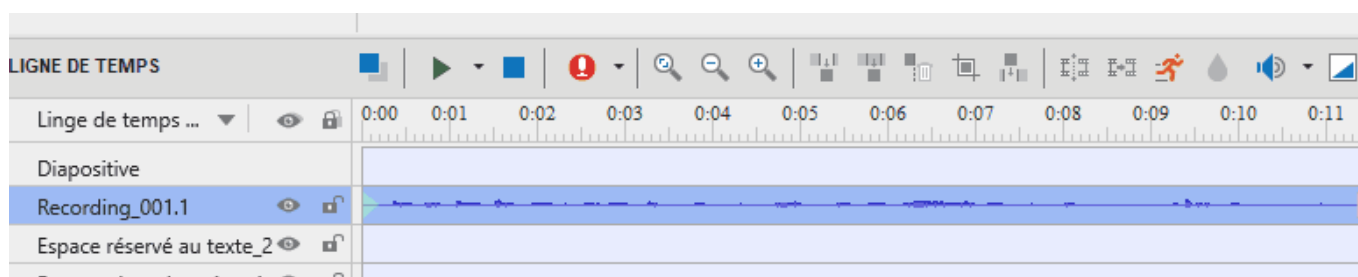 LIGNE DE TEMPS
Linge de temps ... 0:00 0:01 0:02 0:03 0:04 0:05 0:06 0:07 0:08 0:09 0:10 0:11
Diapositive
Recording_001.1
Espace réservé au texte_2